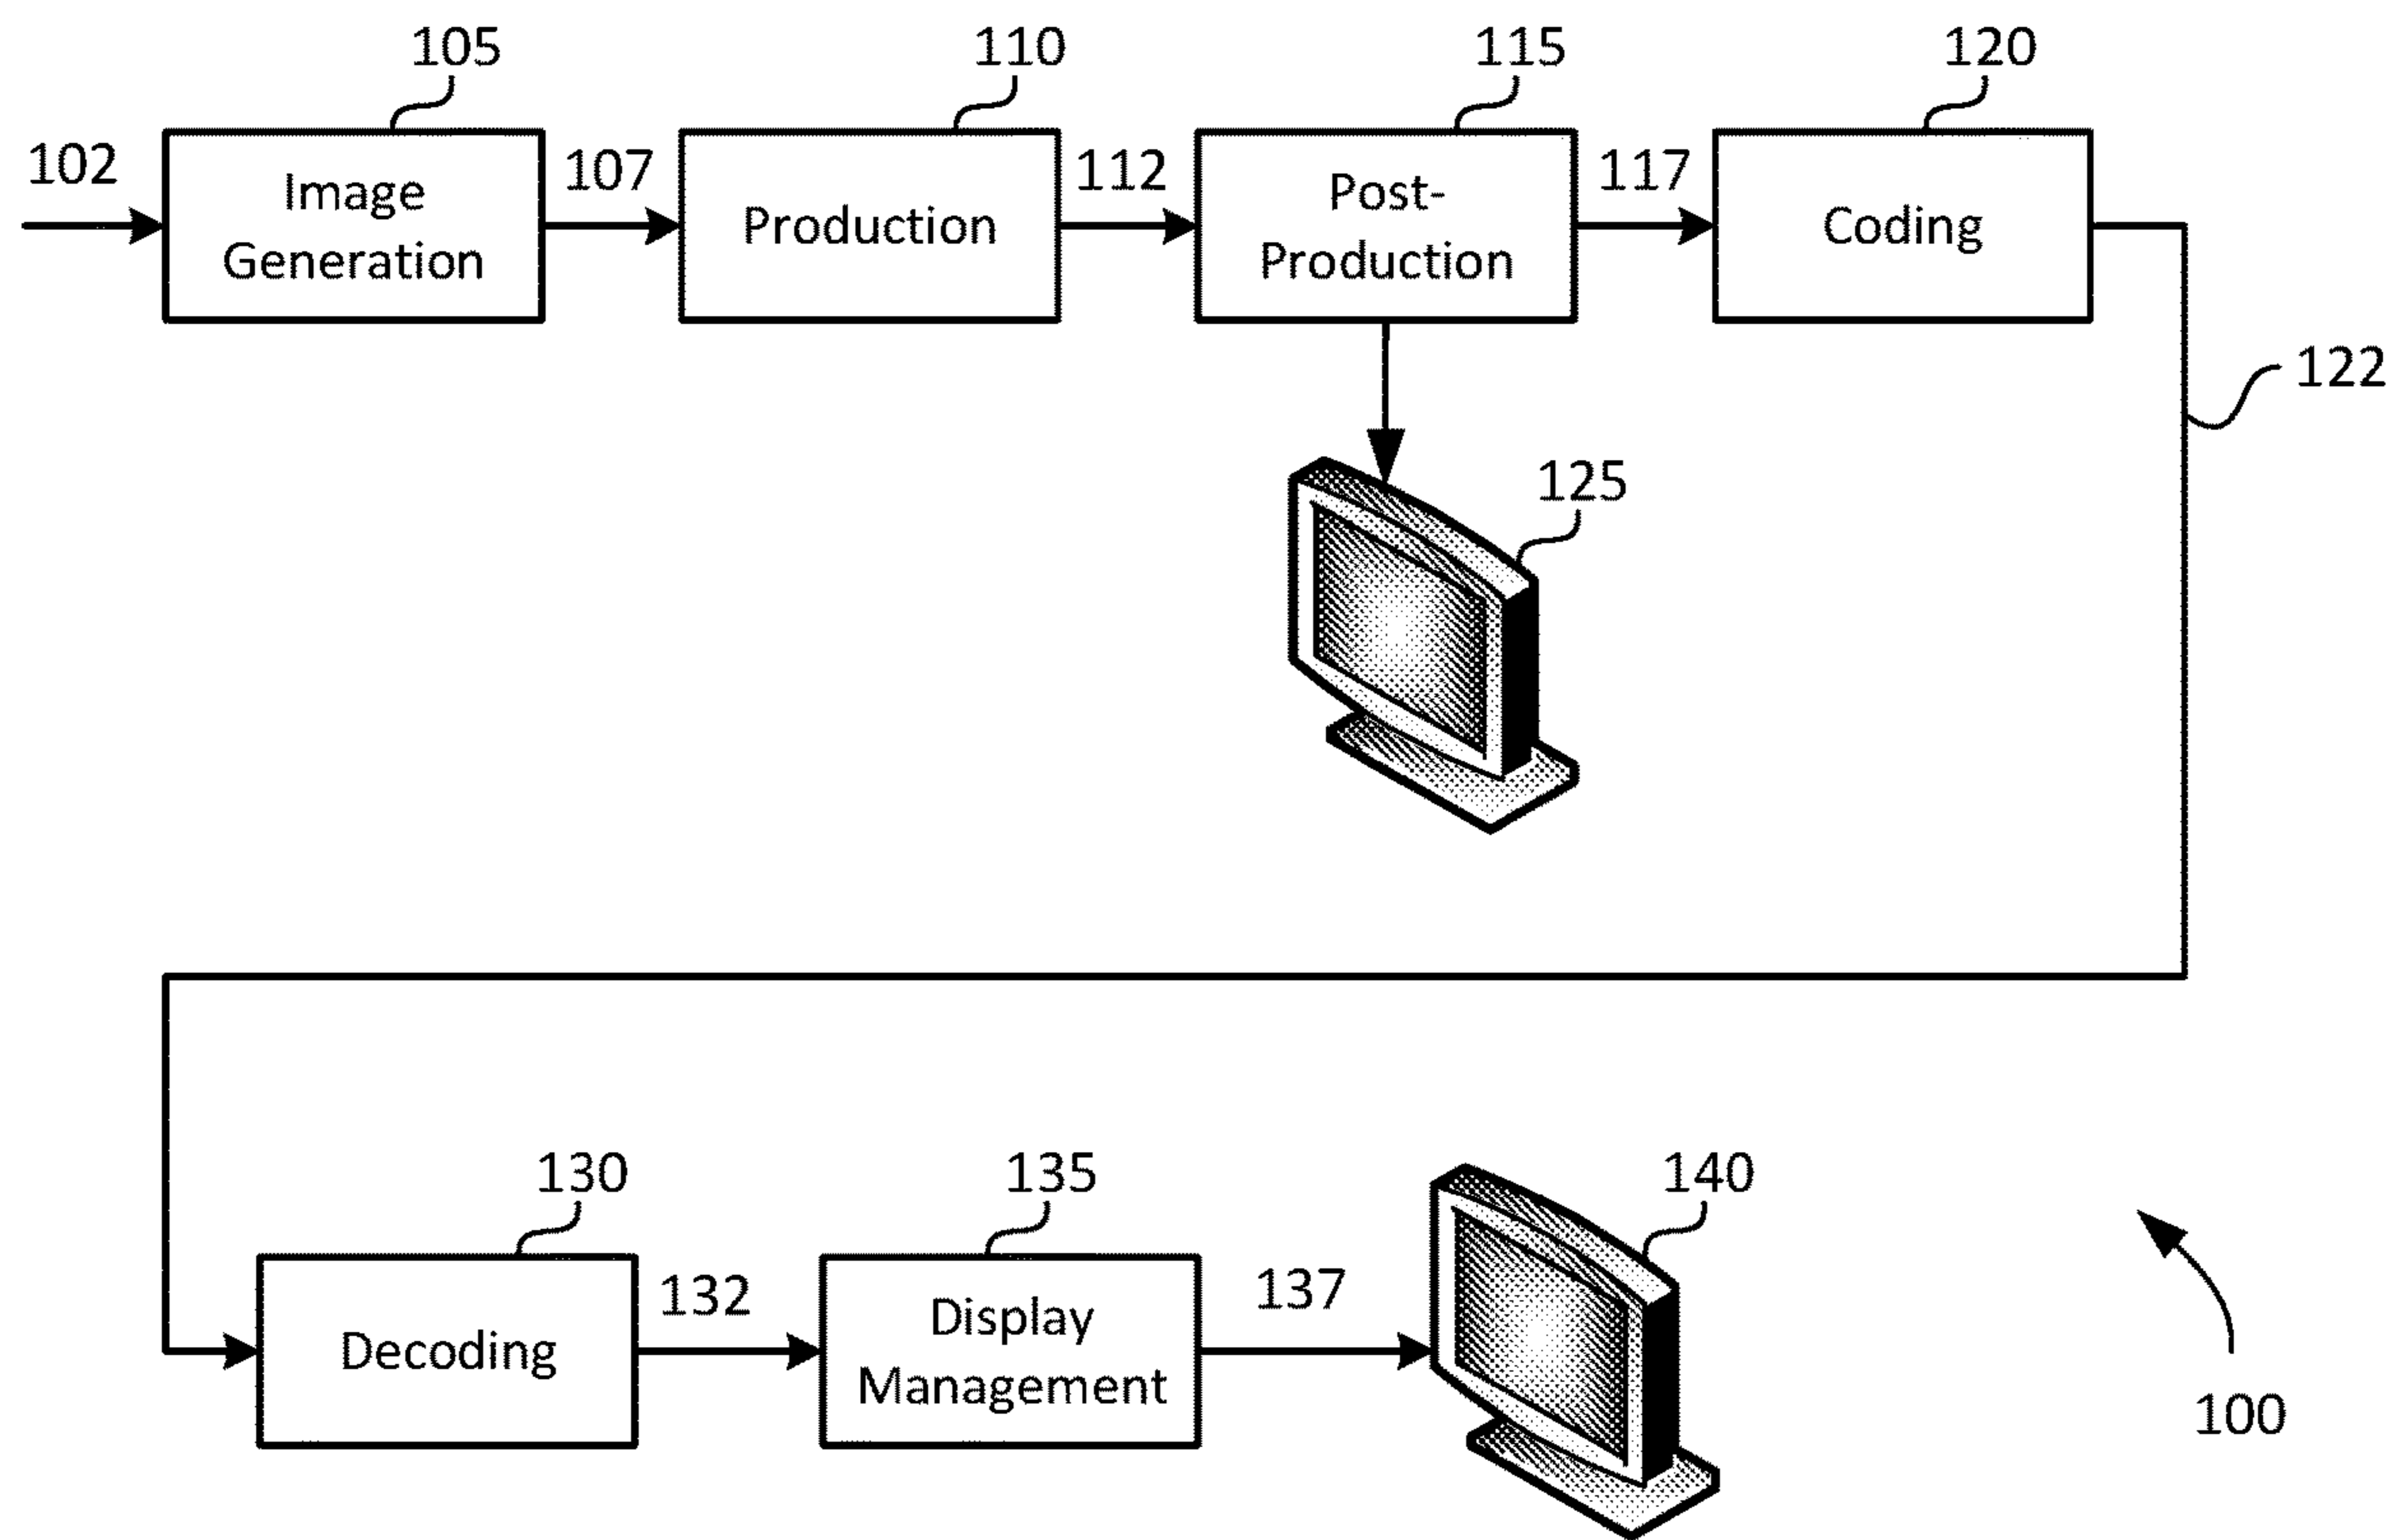 105
110
115
120
102
Image
Generation
107
Production
112
Post-
Production
117
Coding
122
125
130
135
140
Decoding
132
Display
Management
137
100